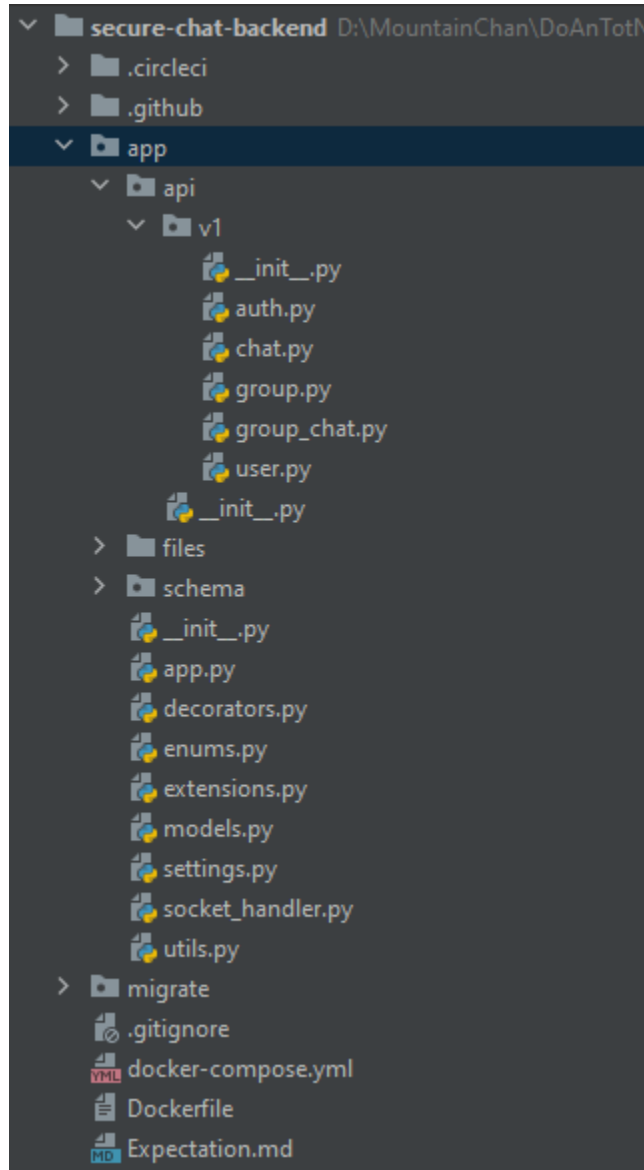 secure-chat-backend D:\MountainChan\DoAnTotN
.circleci
.github
app
api
v1
__init__.py
auth.py
chat.py
group.py
group_chat.py
user.py
__init__.py
files
schema
__init__.py
app.py
decorators.py
enums.py
extensions.py
models.py
settings.py
socket_handler.py
utils.py
migrate
.gitignore
YML docker-compose.yml
Dockerfile
MD Expectation.md